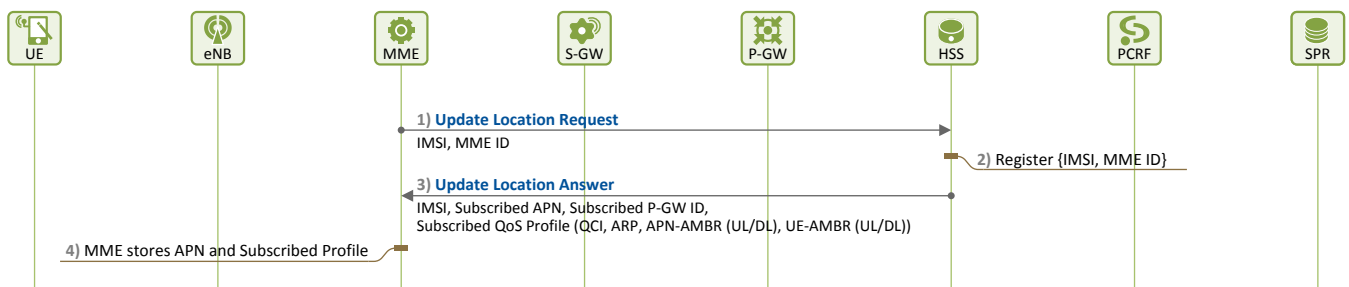 UE
eNB
MME
S-GW
P-GW
HSS
PCRF
SPR
1) Update Location Request
IMSI, MME ID
2) Register {IMSI, MME ID}
3) Update Location Answer
IMSI, Subscribed APN, Subscribed P-GW ID,
Subscribed QoS Profile (QCI, ARP, APN-AMBR (UL/DL), UE-AMBR (UL/DL))
4) MME stores APN and Subscribed Profile